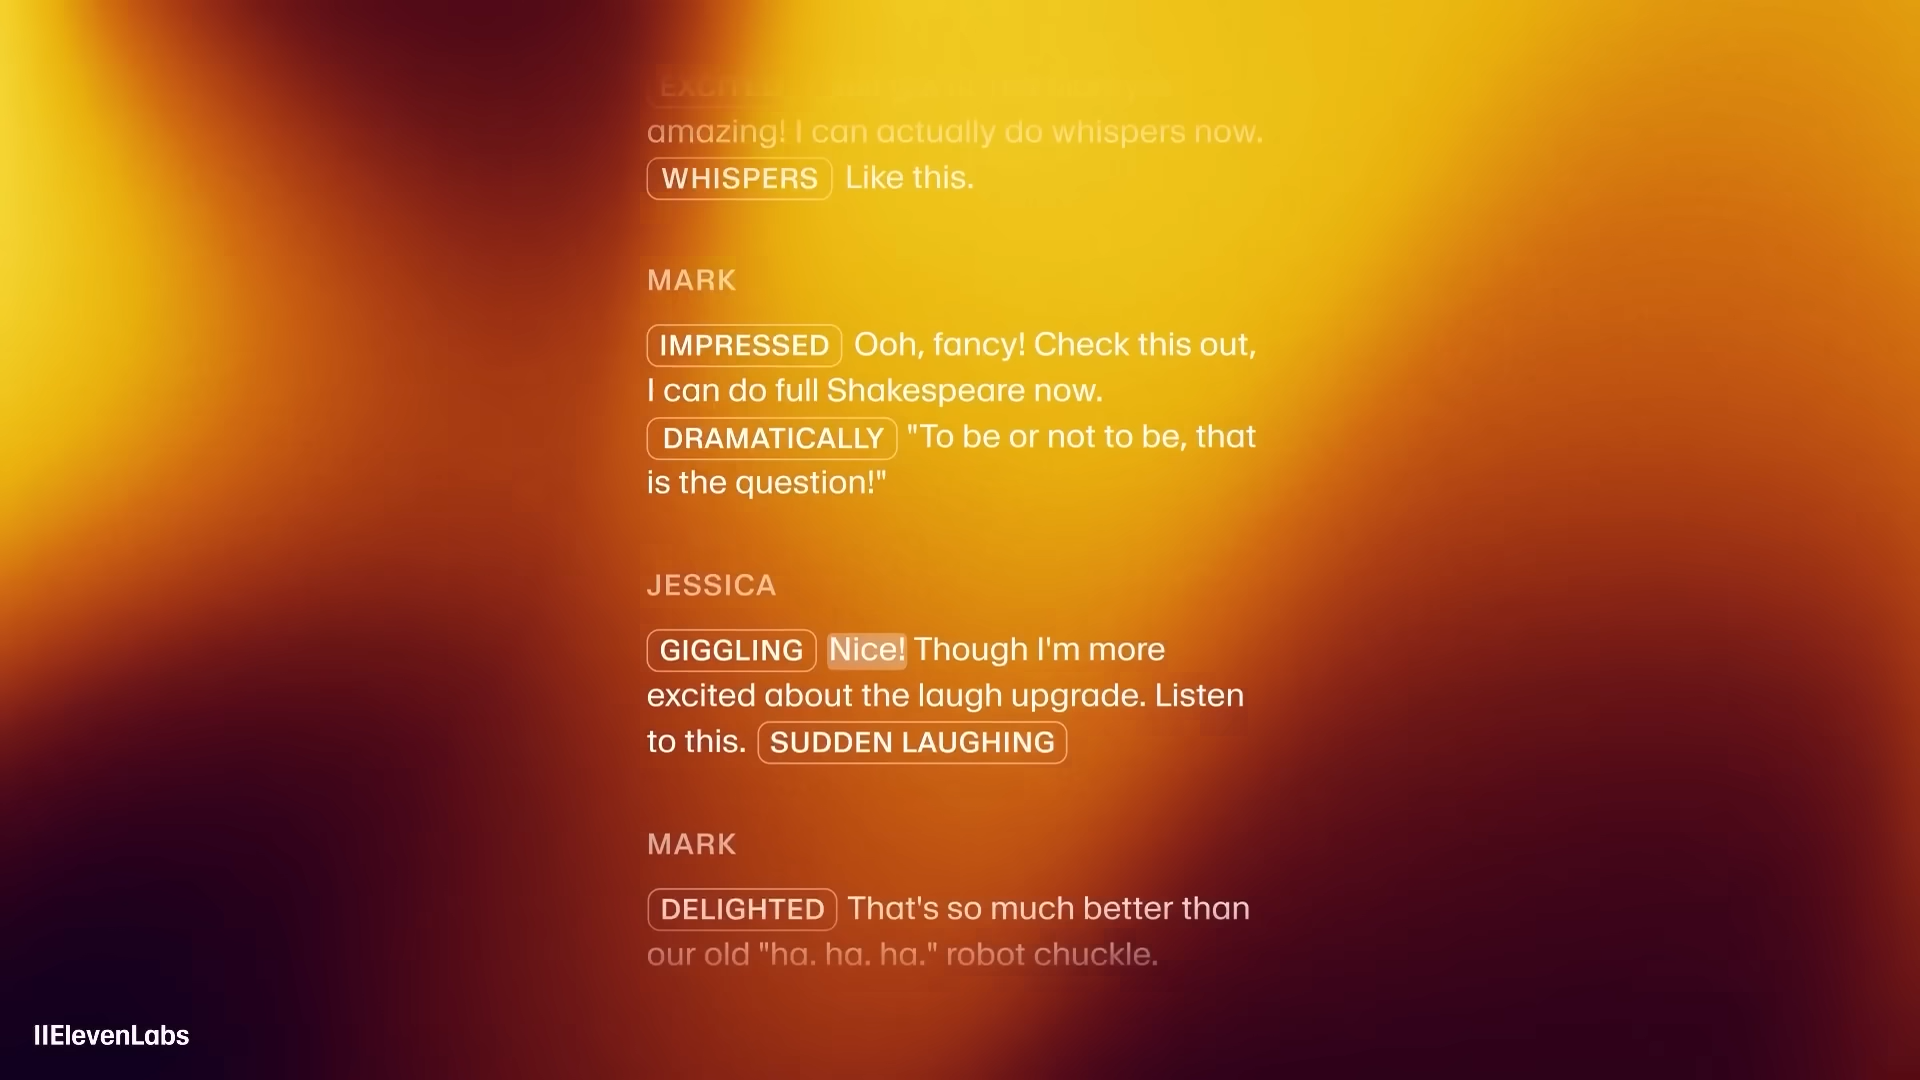 EXCITED
amazing! I can actually do whispers now.
WHISPERS Like this.
MARK
IMPRESSED Ooh, fancy! Check this out,
I can do full Shakespeare now.
DRAMATICALLY "To be or not to be, that
is the question!"
JESSICA
GIGGLING Nice! Though I'm more
excited about the laugh upgrade. Listen
to this. SUDDEN LAUGHING
MARK
DELIGHTED That's so much better than
our old "ha. ha. ha." robot chuckle.
IIElevenLabs